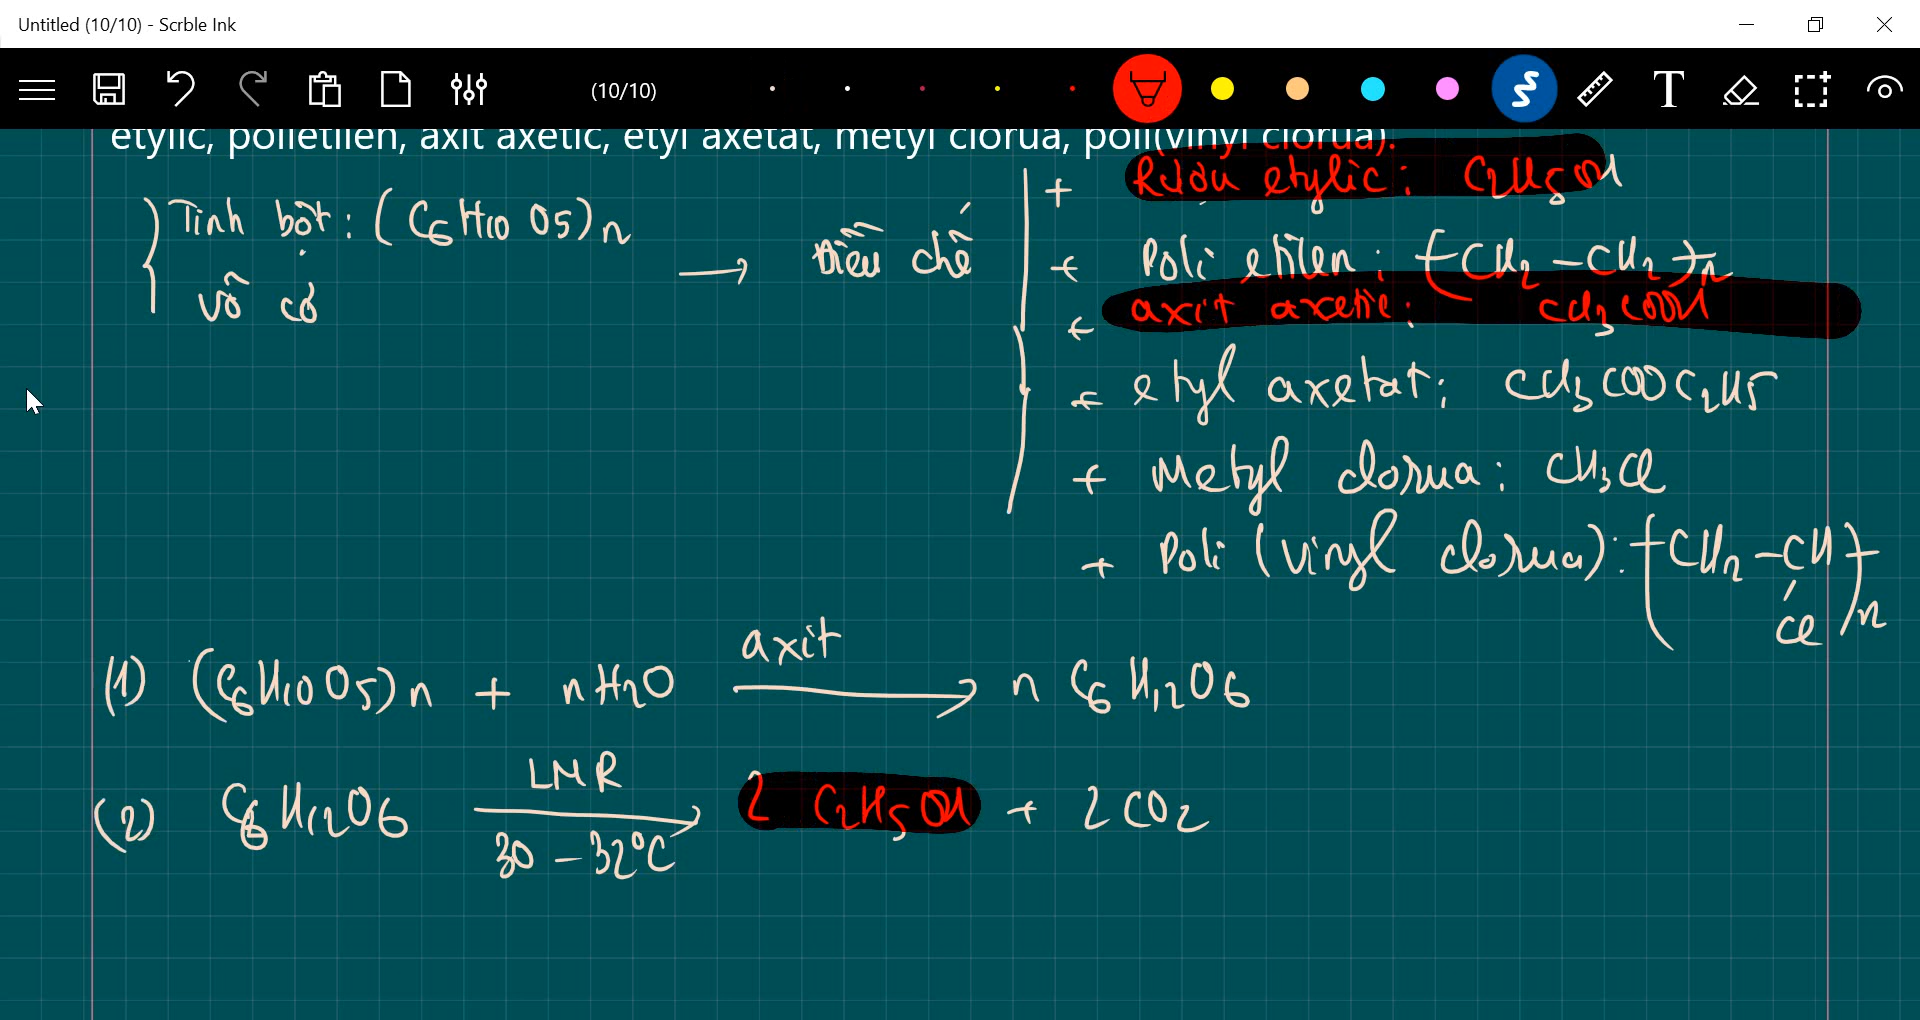 Untitled (10/10) - Scrble Ink
(10/10)
T
etylic, polietilen, axit axetic, etyl axetat, metyl clorua, poli(vinyl clorua).
Tinh bột: (C6H10O5)n
vô cơ
→ Điều chế
+ Rượu etylic: C2H5OH
+ Poli etilen: (CH2-CH2)n
+ axit axetic: CH3COOH
+ etyl axetat: CH3COOC2H5
+ Metyl clorua: CH3Cl
+ Poli (vinyl clorua): (CH2-CH)n
Cl
axit
(1) (C6H10O5)n + nH2O → n C6H12O6
LMR
(2) C6H12O6 → 2 C2H5OH + 2CO2
30-32°C